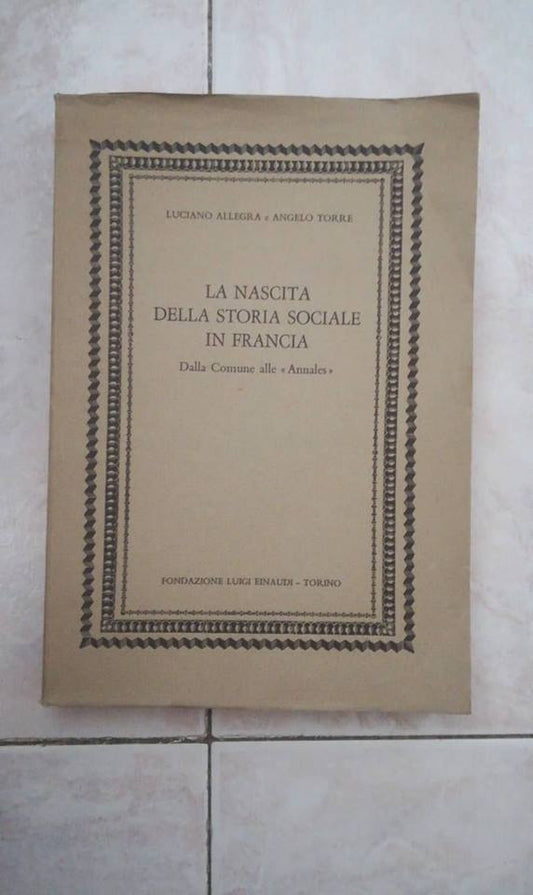 LUCIANO ALLEGRA e ANGELO TORRE
LA NASCITA
DELLA STORIA SOCIALE
IN FRANCIA
Dalla Comune alle «Annales»
FONDAZIONE LUIGI EINAUDI – TORINO